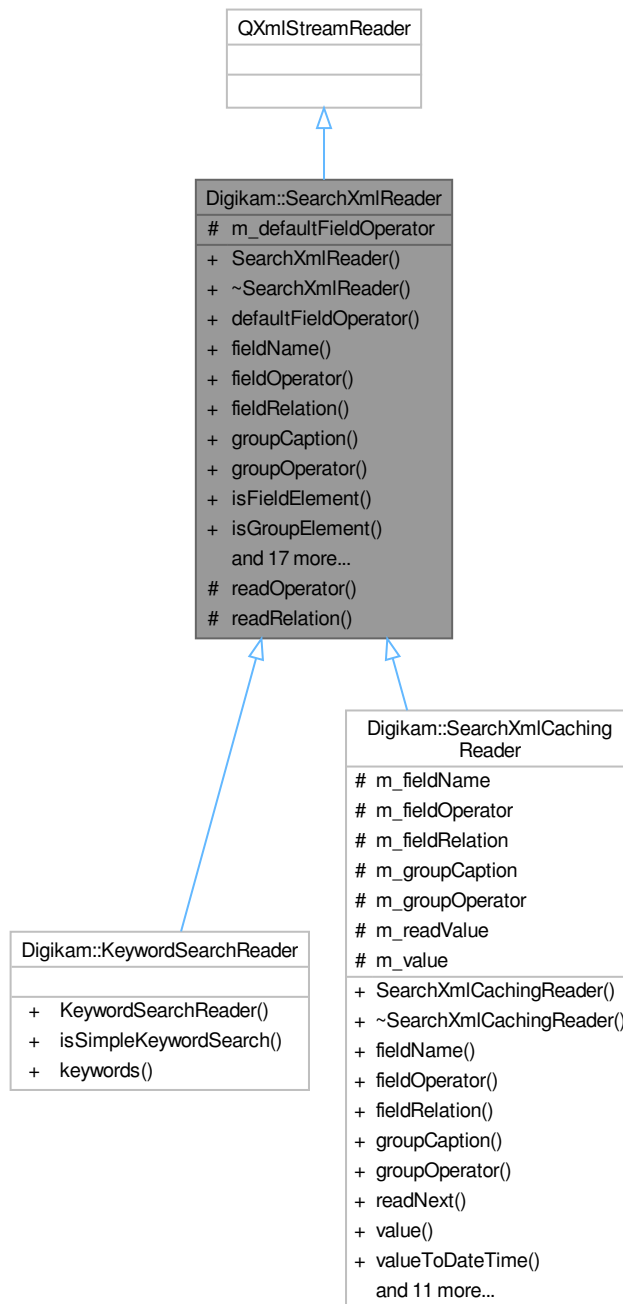 QXmlStreamReader
Digikam::SearchXmlReader
# m_defaultFieldOperator
+ SearchXmlReader()
+ ~SearchXmlReader()
+ defaultFieldOperator()
+ fieldName()
+ fieldOperator()
+ fieldRelation()
+ groupCaption()
+ groupOperator()
+ isFieldElement()
+ isGroupElement()
and 17 more...
# readOperator()
# readRelation()
Digikam::KeywordSearchReader
+ KeywordSearchReader()
+ isSimpleKeywordSearch()
+ keywords()
Digikam::SearchXmlCaching
Reader
# m_fieldName
# m_fieldOperator
# m_fieldRelation
# m_groupCaption
# m_groupOperator
# m_readValue
# m_value
+ SearchXmlCachingReader()
+ ~SearchXmlCachingReader()
+ fieldName()
+ fieldOperator()
+ fieldRelation()
+ groupCaption()
+ groupOperator()
+ readNext()
+ value()
+ valueToDateTime()
and 11 more...